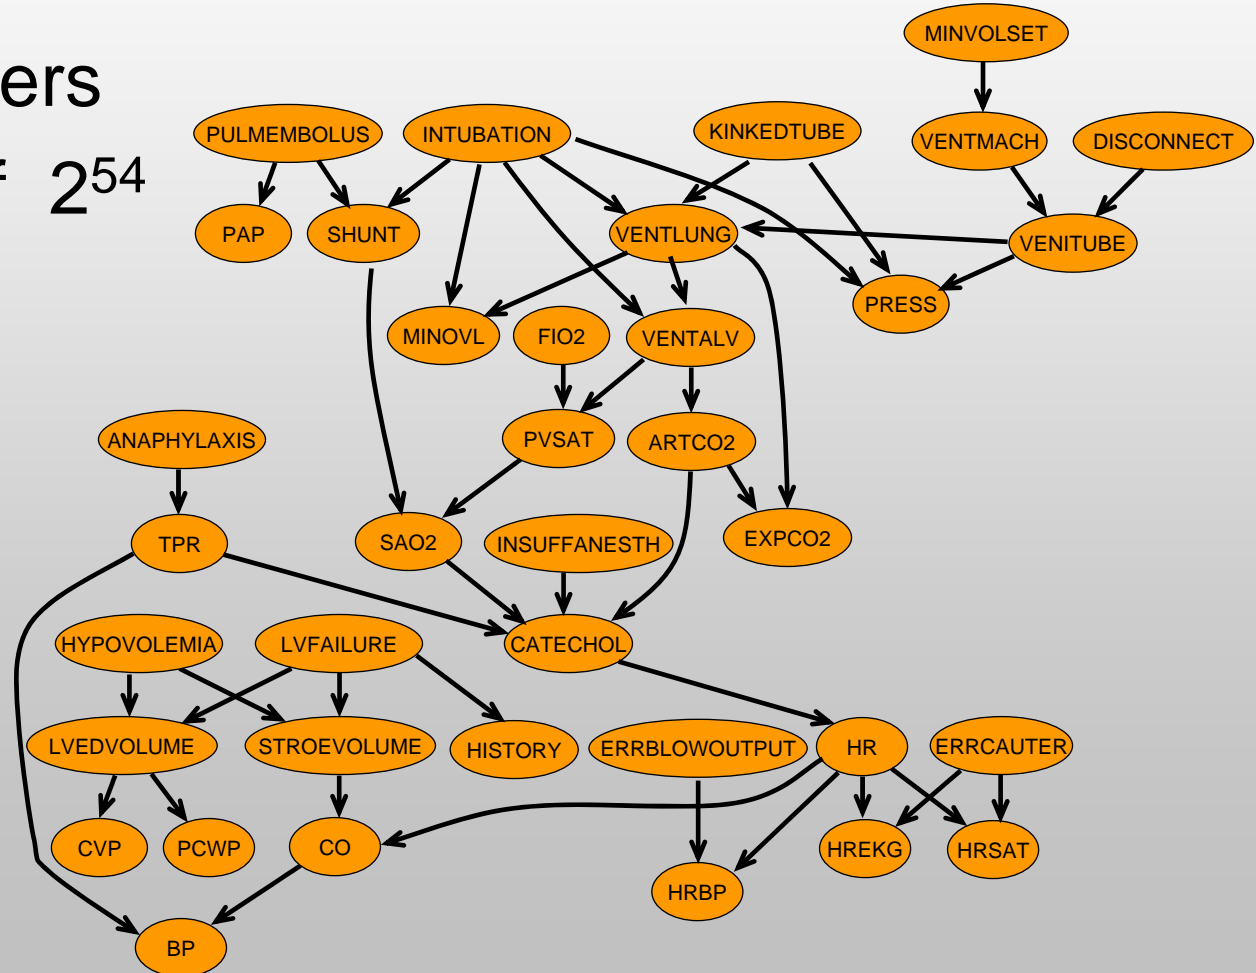 MINVOLSET
ers
PULMEMBOLUS INTUBATION KINKEDTUBE VENTMACH DISCONNECT
2⁵⁴
PAP SHUNT VENTLUNG VENITUBE
PRESS
MINOVL FIO2 VENTALV
ANAPHYLAXIS PVSAT ARTCO2
TPR SAO2 INSUFFANESTH EXPCO2
HYPOVOLEMIA LVFAILURE CATECHOL
LVEDVOLUME STROEVOLUME HISTORY ERRBLOWOUTPUT HR ERRCAUTER
CVP PCWP CO HREKG HRSAT
HRBP
BP